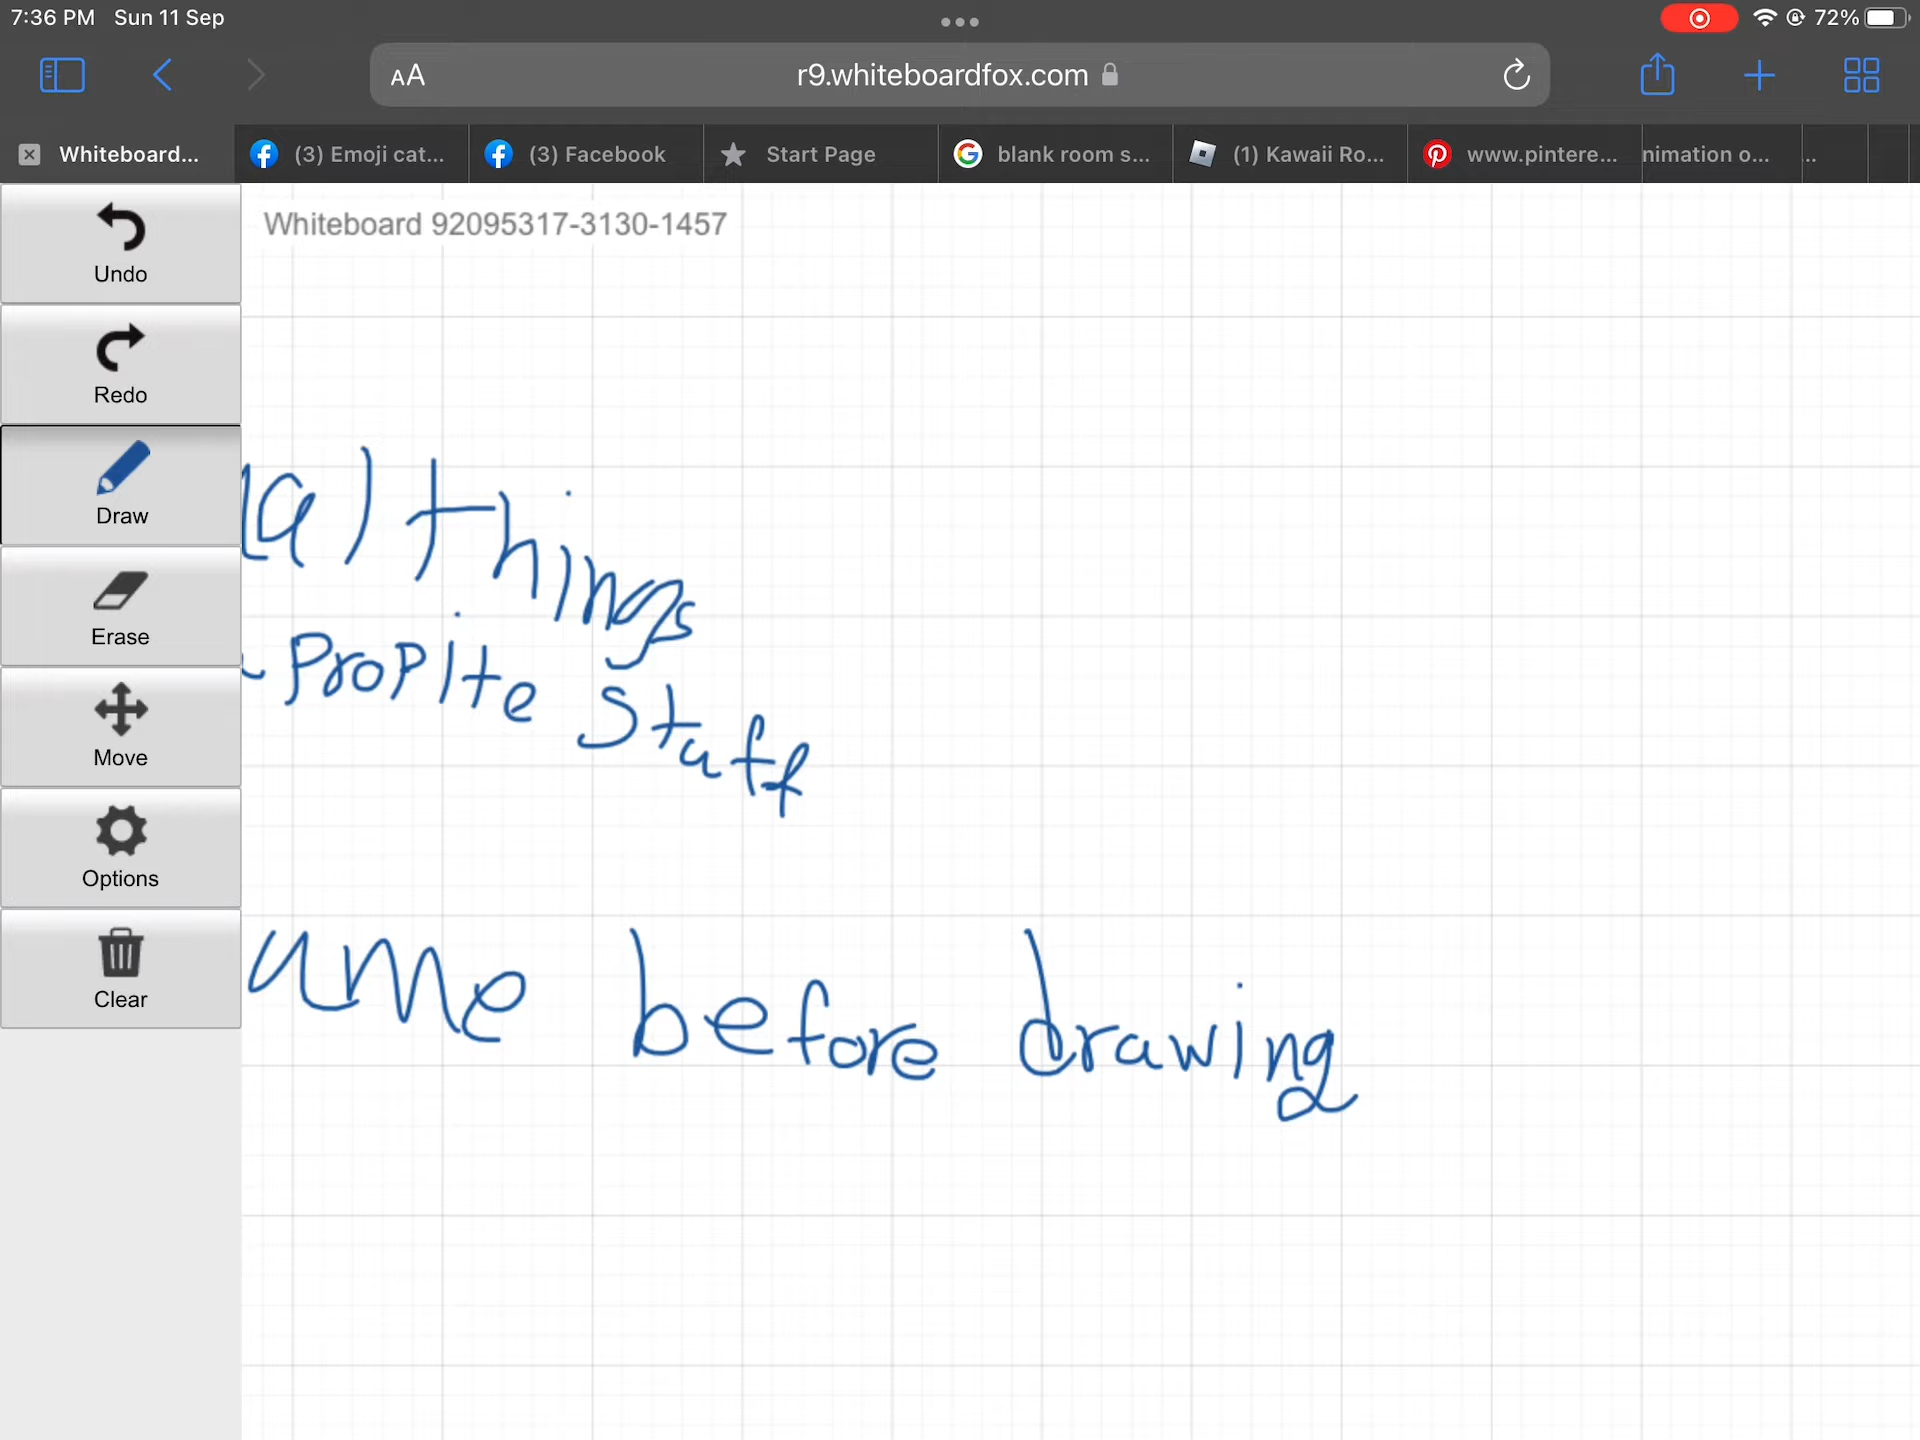 7:36 PM Sun 11 Sep
72%
AA r9.whiteboardfox.com
Whiteboard... (3) Emoji cat... (3) Facebook Start Page blank room s... (1) Kawaii Ro... www.pintere... nimation o... ...
Whiteboard 92095317-3130-1457
Undo
Redo
Draw
Erase
Move
Options
Clear
things
propite stuff
ume before drawing